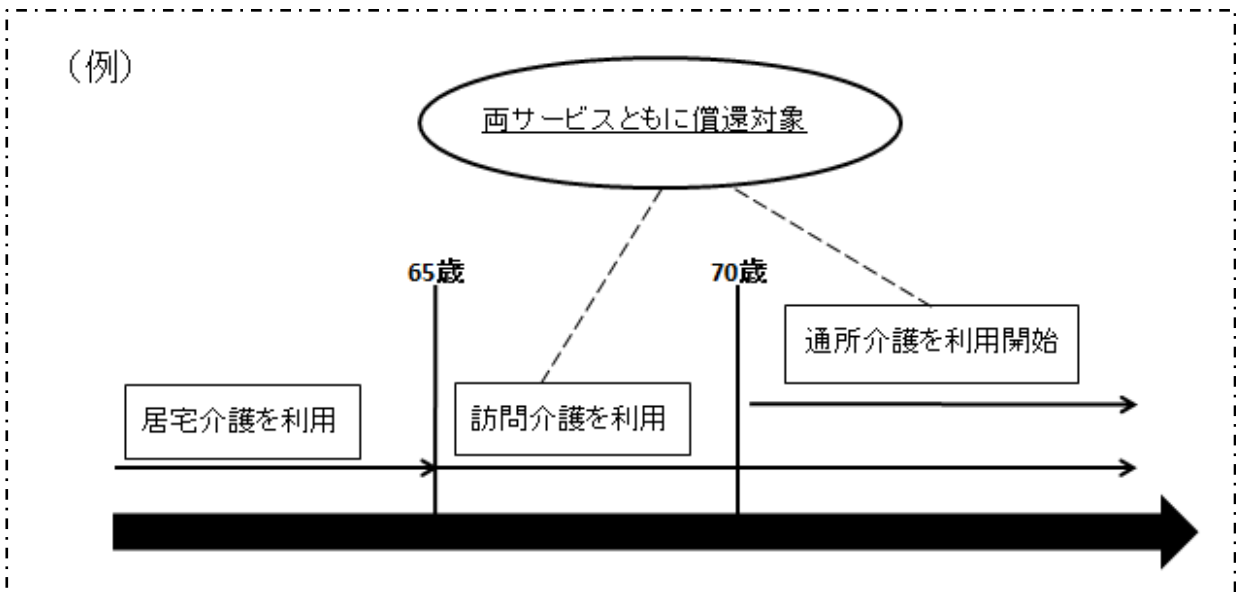 （例）
両サービスともに償還対象
65歳
70歳
通所介護を利用開始
居宅介護を利用
訪問介護を利用